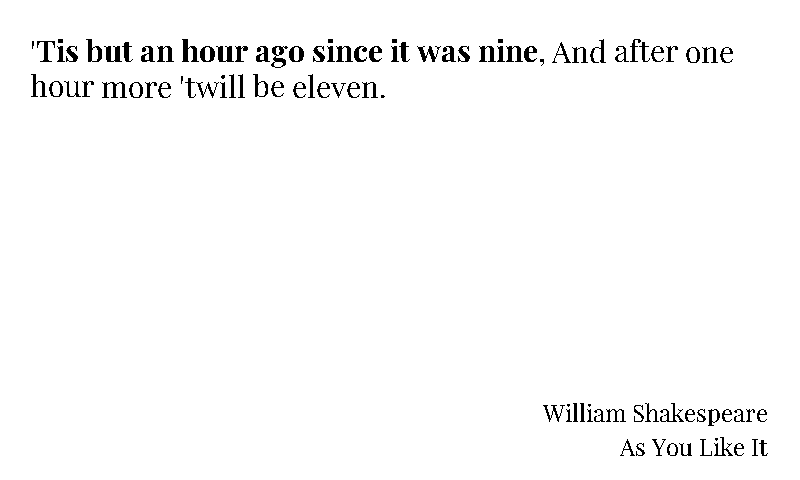 'Tis but an hour ago since it was nine, And after one
hour more 'twill be eleven.
William Shakespeare
As You Like It